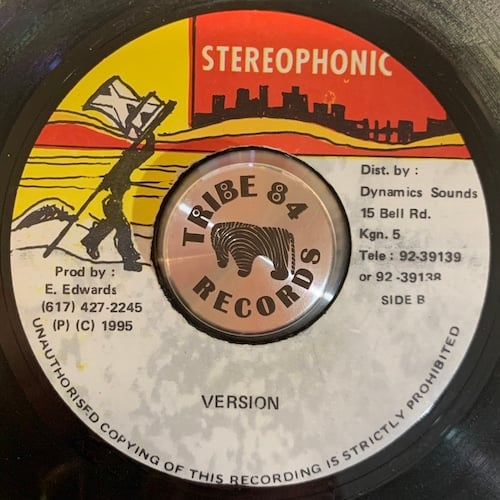 STEREOPHONIC
Dist. by :
Dynamics Sounds
15 Bell Rd.
Kgn. 5
Tele : 92-39139
or 92-39138
SIDE B
TRIBE 84
RECORDS
Prod by :
E. Edwards
(617) 427-2245
(P) (C) 1995
VERSION
UNAUTHORISED COPYING OF THIS RECORDING IS STRICTLY PROHIBITED